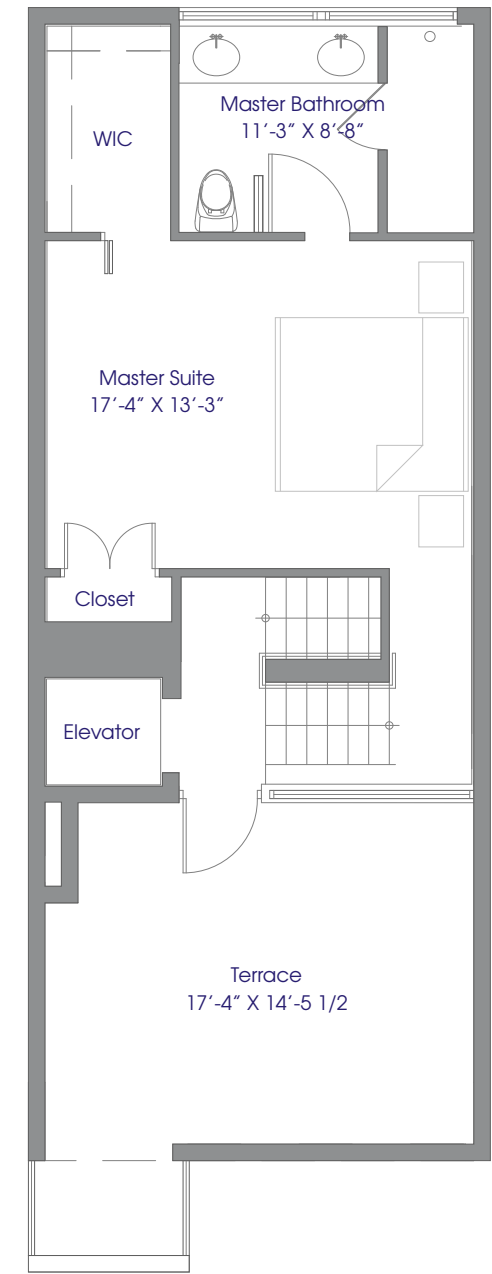 WIC
Master Bathroom
11’-3” X 8’-8”
Master Suite
17’-4” X 13’-3”
Closet
Elevator
Terrace
17’-4” X 14’-5 1/2